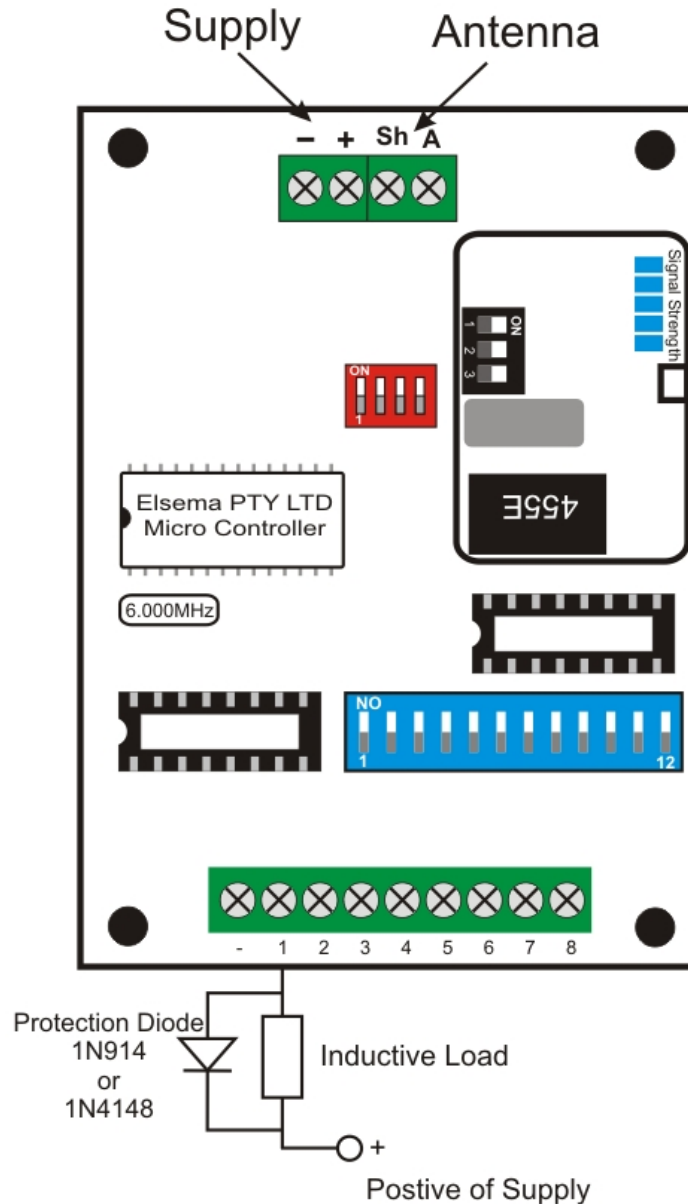 Supply Antenna
- + Sh A
Signal Strength
ON
1
2
3
ON
1
Elsema PTY LTD
Micro Controller
455E
6.000MHz
NO
1 12
- 1 2 3 4 5 6 7 8
Protection Diode
1N914
or
1N4148
Inductive Load
+
Postive of Supply